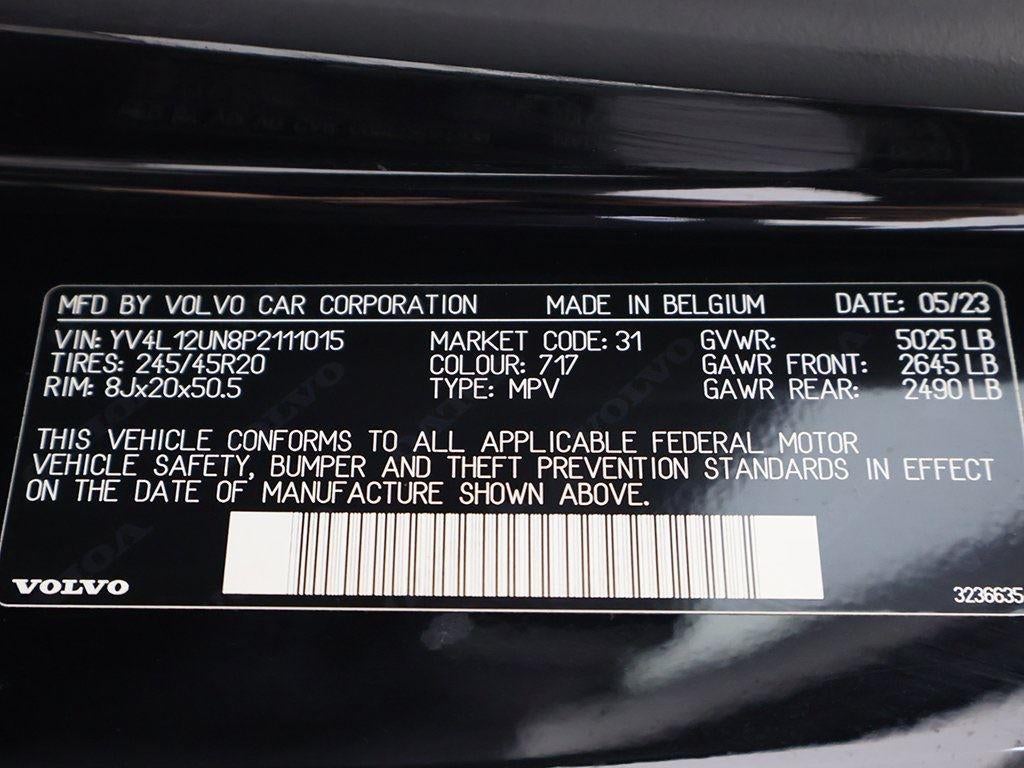 MFD BY VOLVO CAR CORPORATION MADE IN BELGIUM DATE: 05/23
VIN: YV4L12UN8P2111015 MARKET CODE: 31 GVWR: 5025 LB
TIRES: 245/45R20 COLOUR: 717 GAWR FRONT: 2645 LB
RIM: 8Jx20x50.5 TYPE: MPV GAWR REAR: 2490 LB
THIS VEHICLE CONFORMS TO ALL APPLICABLE FEDERAL MOTOR
VEHICLE SAFETY, BUMPER AND THEFT PREVENTION STANDARDS IN EFFECT
ON THE DATE OF MANUFACTURE SHOWN ABOVE.
VOLVO 3236635